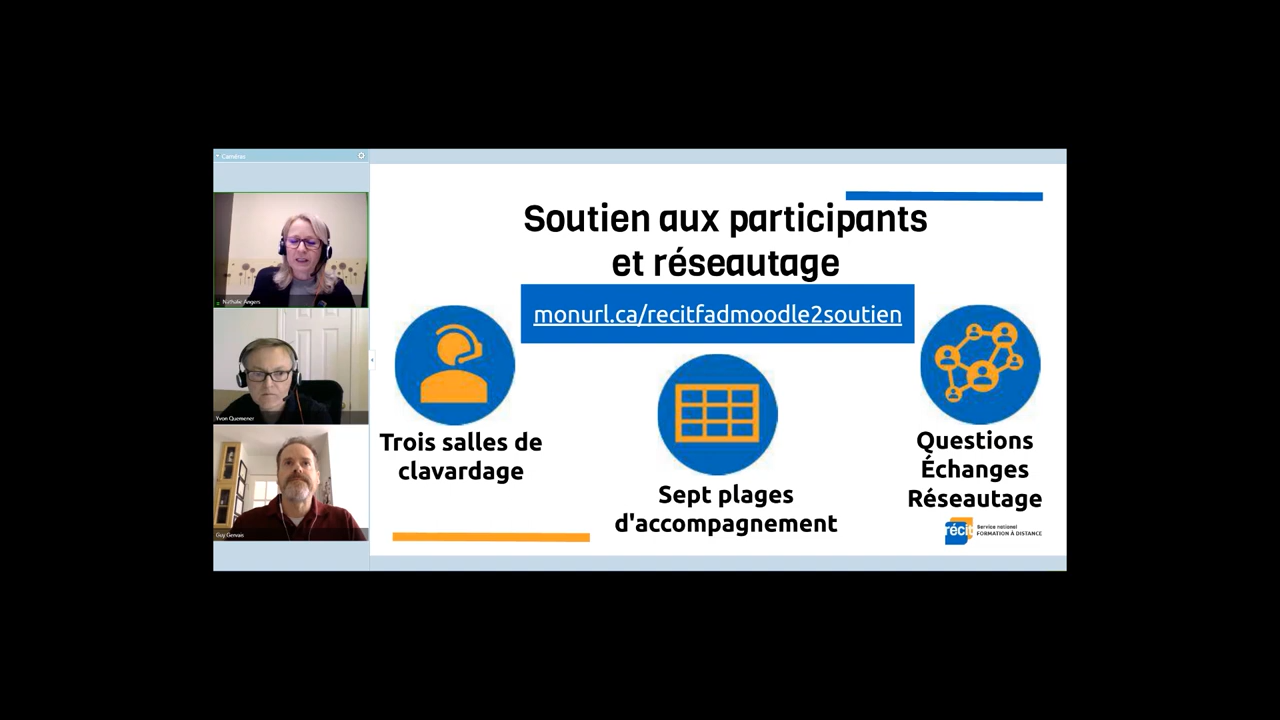 Caméras
Nathalie Angers
Yvon Quemener
Guy Gervais
Soutien aux participants
et réseautage
monurl.ca/recitfadmoodle2soutien
Trois salles de
clavardage
Sept plages
d'accompagnement
Questions
Échanges
Réseautage
récit
Service national
FORMATION À DISTANCE